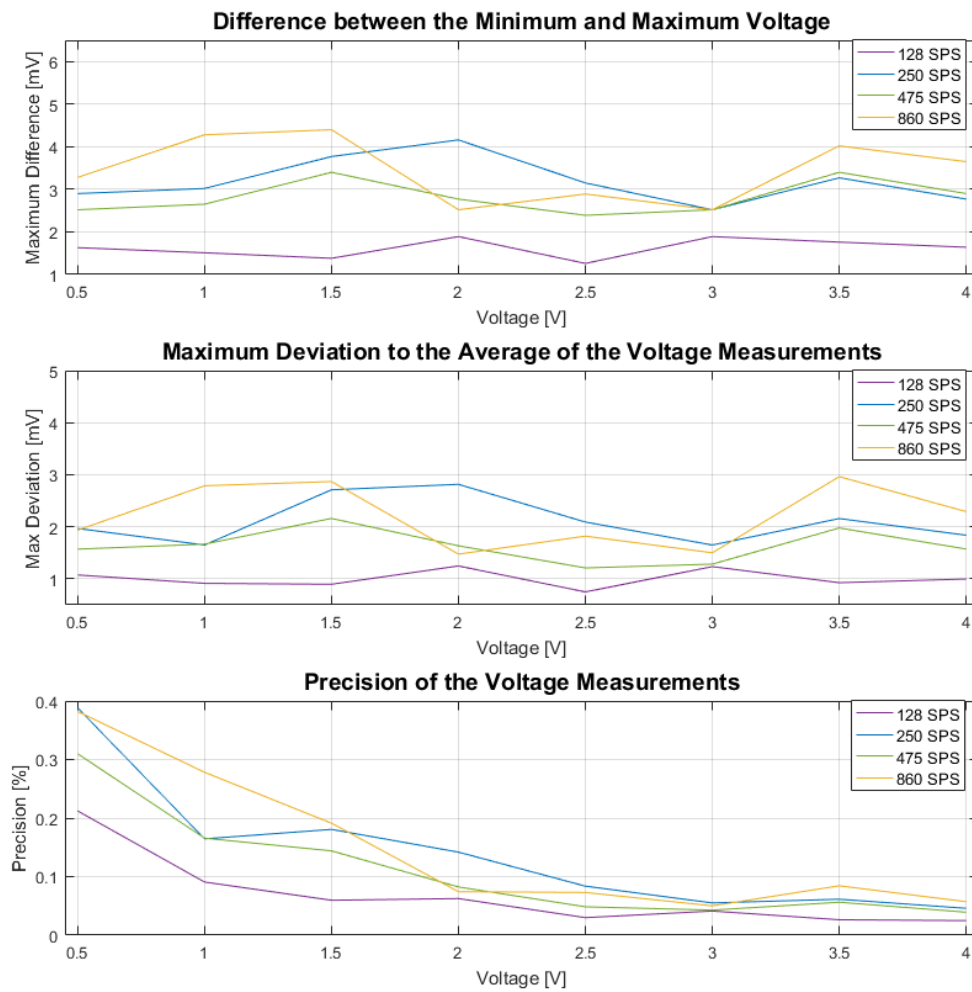 Difference between the Minimum and Maximum Voltage
Maximum Difference [mV]
6
5
4
3
2
1
128 SPS
250 SPS
475 SPS
860 SPS
0.5 1 1.5 2 2.5 3 3.5 4
Voltage [V]
Maximum Deviation to the Average of the Voltage Measurements
Max Deviation [mV]
5
4
3
2
1
128 SPS
250 SPS
475 SPS
860 SPS
0.5 1 1.5 2 2.5 3 3.5 4
Voltage [V]
Precision of the Voltage Measurements
Precision [%]
0.4
0.3
0.2
0.1
0
128 SPS
250 SPS
475 SPS
860 SPS
0.5 1 1.5 2 2.5 3 3.5 4
Voltage [V]